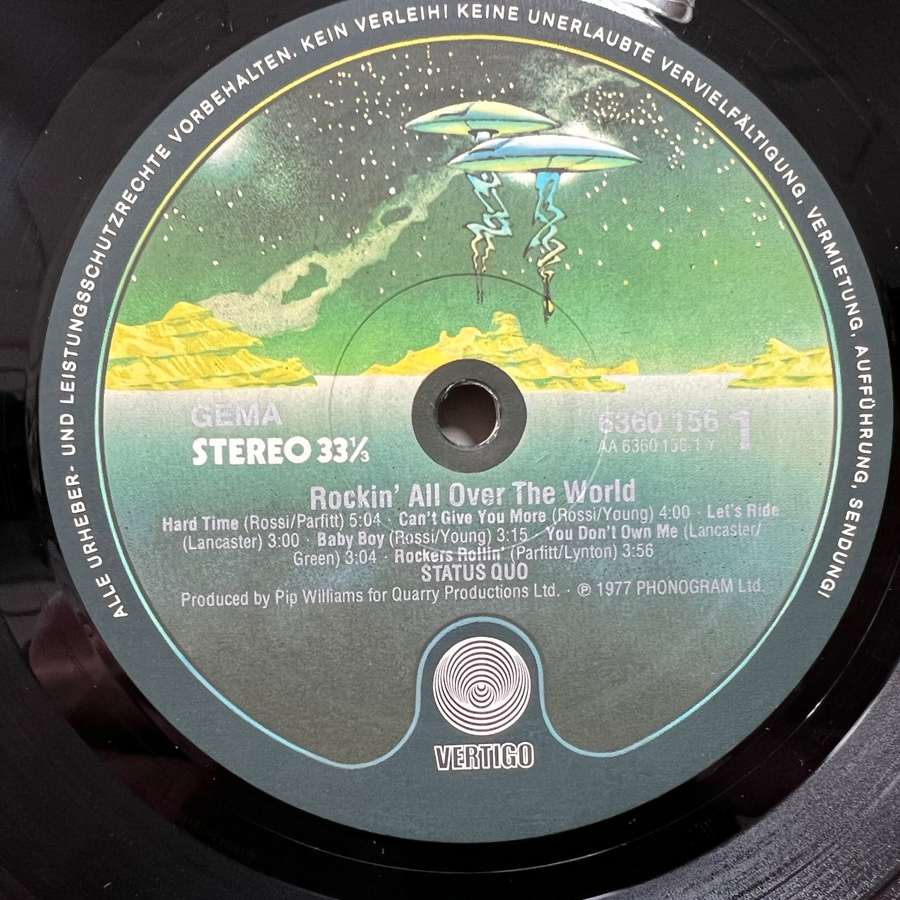 ALLE URHEBER- UND LEISTUNGSSCHUTZRECHTE VORBEHALTEN. KEIN VERLEIH! KEINE UNERLAUBTE VERVIELFÄLTIGUNG, VERMIETUNG, AUFFÜHRUNG, SENDUNG!
GEMA
STEREO 33⅓
6360 156 1
AA 6360 156 1 Y
Rockin' All Over The World
Hard Time (Rossi/Parfitt) 5:04 · Can't Give You More (Rossi/Young) 4:00 · Let's Ride
(Lancaster) 3:00 · Baby Boy (Rossi/Young) 3:15 · You Don't Own Me (Lancaster/
Green) 3:04 · Rockers Rollin' (Parfitt/Lynton) 3:56
STATUS QUO
Produced by Pip Williams for Quarry Productions Ltd. · ℗ 1977 PHONOGRAM Ltd.
VERTIGO